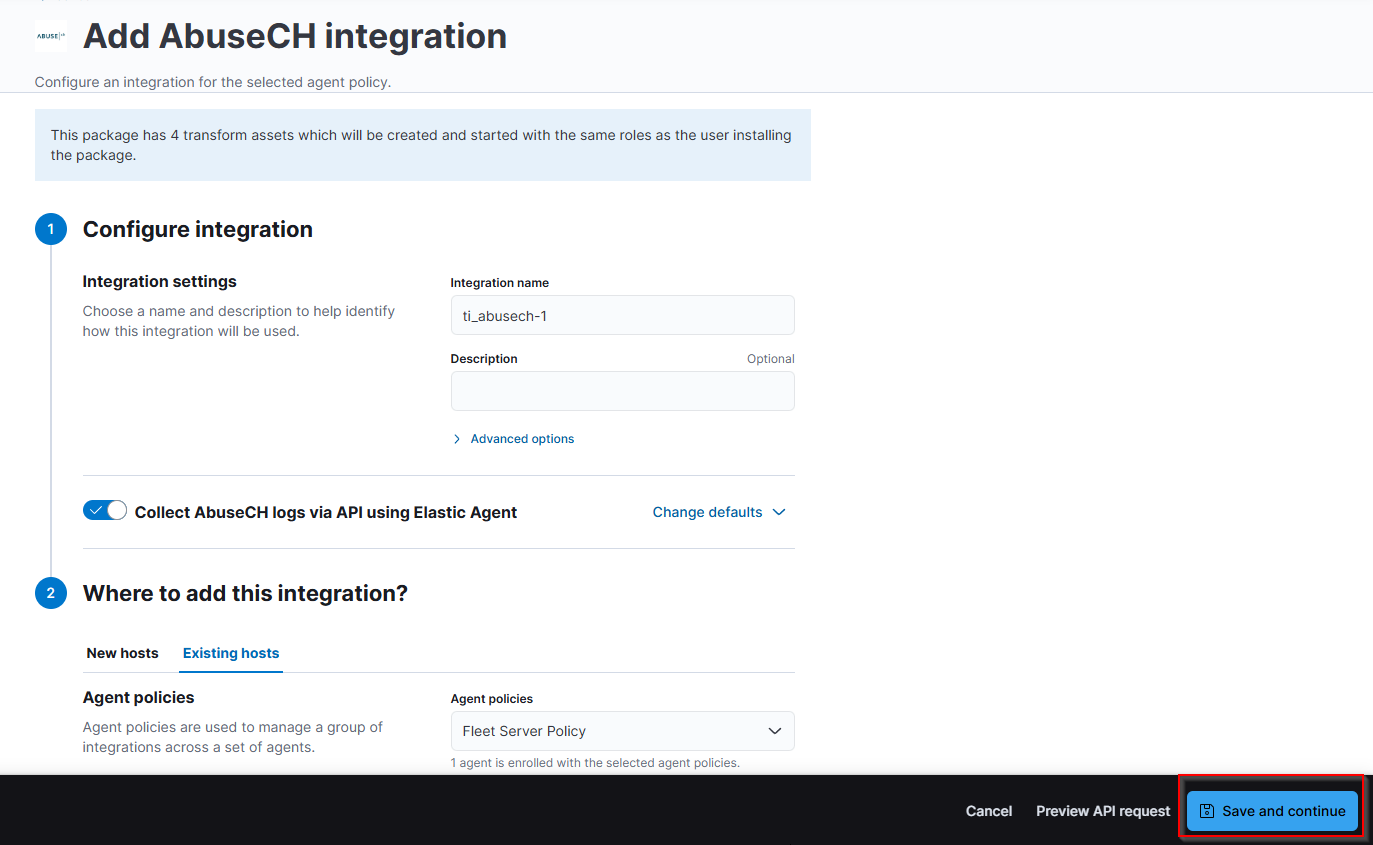 ABUSE|ch
Add AbuseCH integration
Configure an integration for the selected agent policy.
This package has 4 transform assets which will be created and started with the same roles as the user installing
the package.
1
Configure integration
Integration settings
Choose a name and description to help identify
how this integration will be used.
Integration name
ti_abusech-1
Description
Optional
Advanced options
Collect AbuseCH logs via API using Elastic Agent
Change defaults
2
Where to add this integration?
New hosts
Existing hosts
Agent policies
Agent policies are used to manage a group of
integrations across a set of agents.
Agent policies
Fleet Server Policy
1 agent is enrolled with the selected agent policies.
Cancel
Preview API request
Save and continue